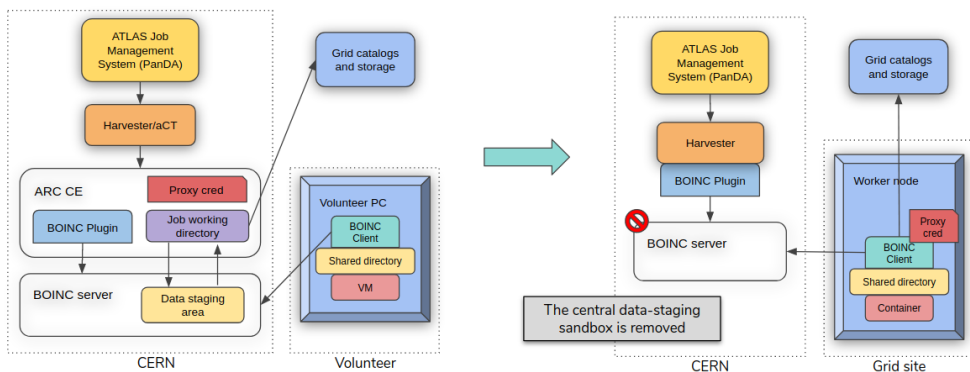 ATLAS Job
Management
System (PanDA)
Harvester/aCT
ARC CE
Proxy cred
BOINC Plugin
Job working
directory
BOINC server
Data staging
area
CERN
Grid catalogs
and storage
Volunteer PC
BOINC
Client
Shared directory
VM
Volunteer
ATLAS Job
Management
System (PanDA)
Harvester
BOINC Plugin
BOINC server
The central data-staging
sandbox is removed
CERN
Grid catalogs
and storage
Worker node
Proxy
cred
BOINC
Client
Shared directory
Container
Grid site